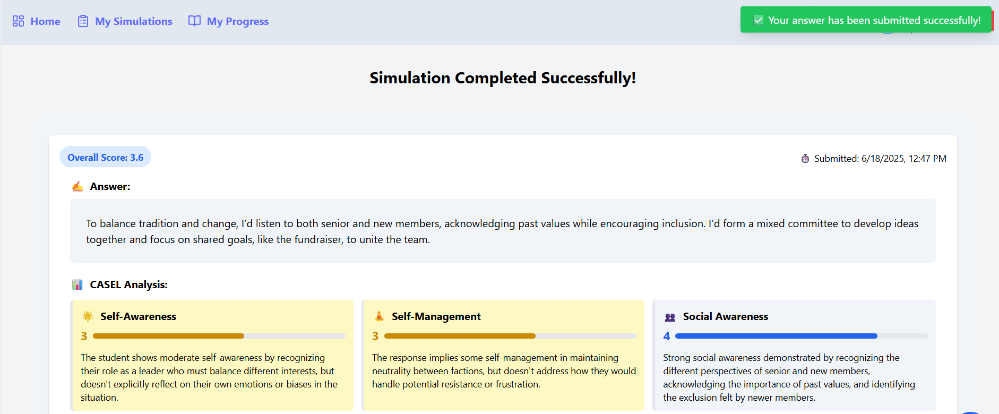 Home
My Simulations
My Progress
Your answer has been submitted successfully!
Simulation Completed Successfully!
Overall Score: 3.6
Submitted: 6/18/2025, 12:47 PM
Answer:
To balance tradition and change, I’d listen to both senior and new members, acknowledging past values while encouraging inclusion. I’d form a mixed committee to develop ideas
together and focus on shared goals, like the fundraiser, to unite the team.
CASEL Analysis:
Self-Awareness
3
The student shows moderate self-awareness by recognizing
their role as a leader who must balance different interests, but
doesn't explicitly reflect on their own emotions or biases in the
situation.
Self-Management
3
The response implies some self-management in maintaining
neutrality between factions, but doesn't address how they would
handle potential resistance or frustration.
Social Awareness
4
Strong social awareness demonstrated by recognizing the
different perspectives of senior and new members,
acknowledging the importance of past values, and identifying
the exclusion felt by newer members.